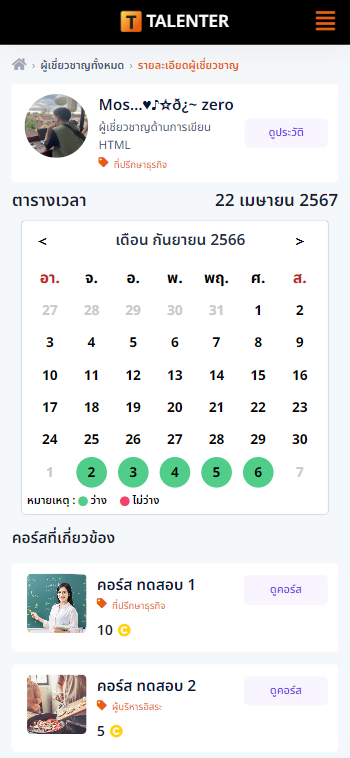 T TALENTER
› ผู้เชี่ยวชาญทั้งหมด › รายละเอียดผู้เชี่ยวชาญ
Mos...♥♪☆ð¿~ zero
ผู้เชี่ยวชาญด้านการเขียน
HTML
ที่ปรึกษาธุรกิจ
ดูประวัติ
ตารางเวลา 22 เมษายน 2567
< เดือน กันยายน 2566 >
อา. จ. อ. พ. พฤ. ศ. ส.
27 28 29 30 31 1 2
3 4 5 6 7 8 9
10 11 12 13 14 15 16
17 18 19 20 21 22 23
24 25 26 27 28 29 30
1 2 3 4 5 6 7
หมายเหตุ : ว่าง ไม่ว่าง
คอร์สที่เกี่ยวข้อง
คอร์ส ทดสอบ 1
ที่ปรึกษาธุรกิจ
10 C
ดูคอร์ส
คอร์ส ทดสอบ 2
ผู้บริหารอิสระ
5 C
ดูคอร์ส